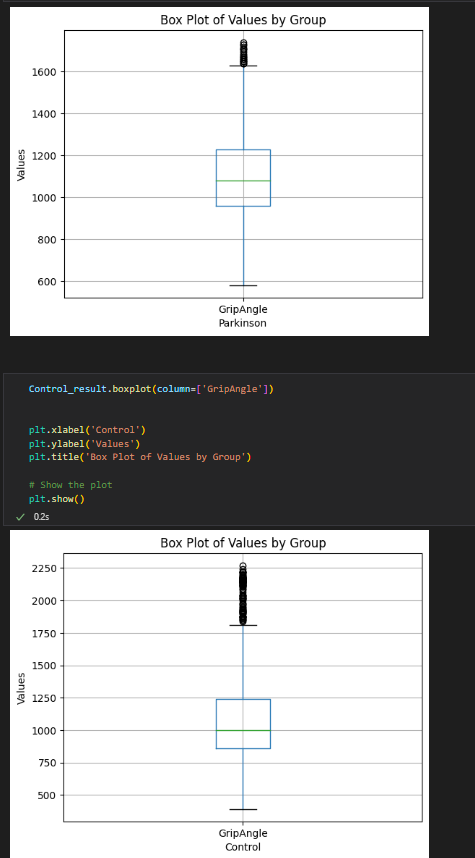 Box Plot of Values by Group
1600
1400
1200
1000
800
600
Values
GripAngle
Parkinson
Control_result.boxplot(column=['GripAngle'])
plt.xlabel('Control')
plt.ylabel('Values')
plt.title('Box Plot of Values by Group')
# Show the plot
plt.show()
0.2s
Box Plot of Values by Group
2250
2000
1750
1500
1250
1000
750
500
Values
GripAngle
Control